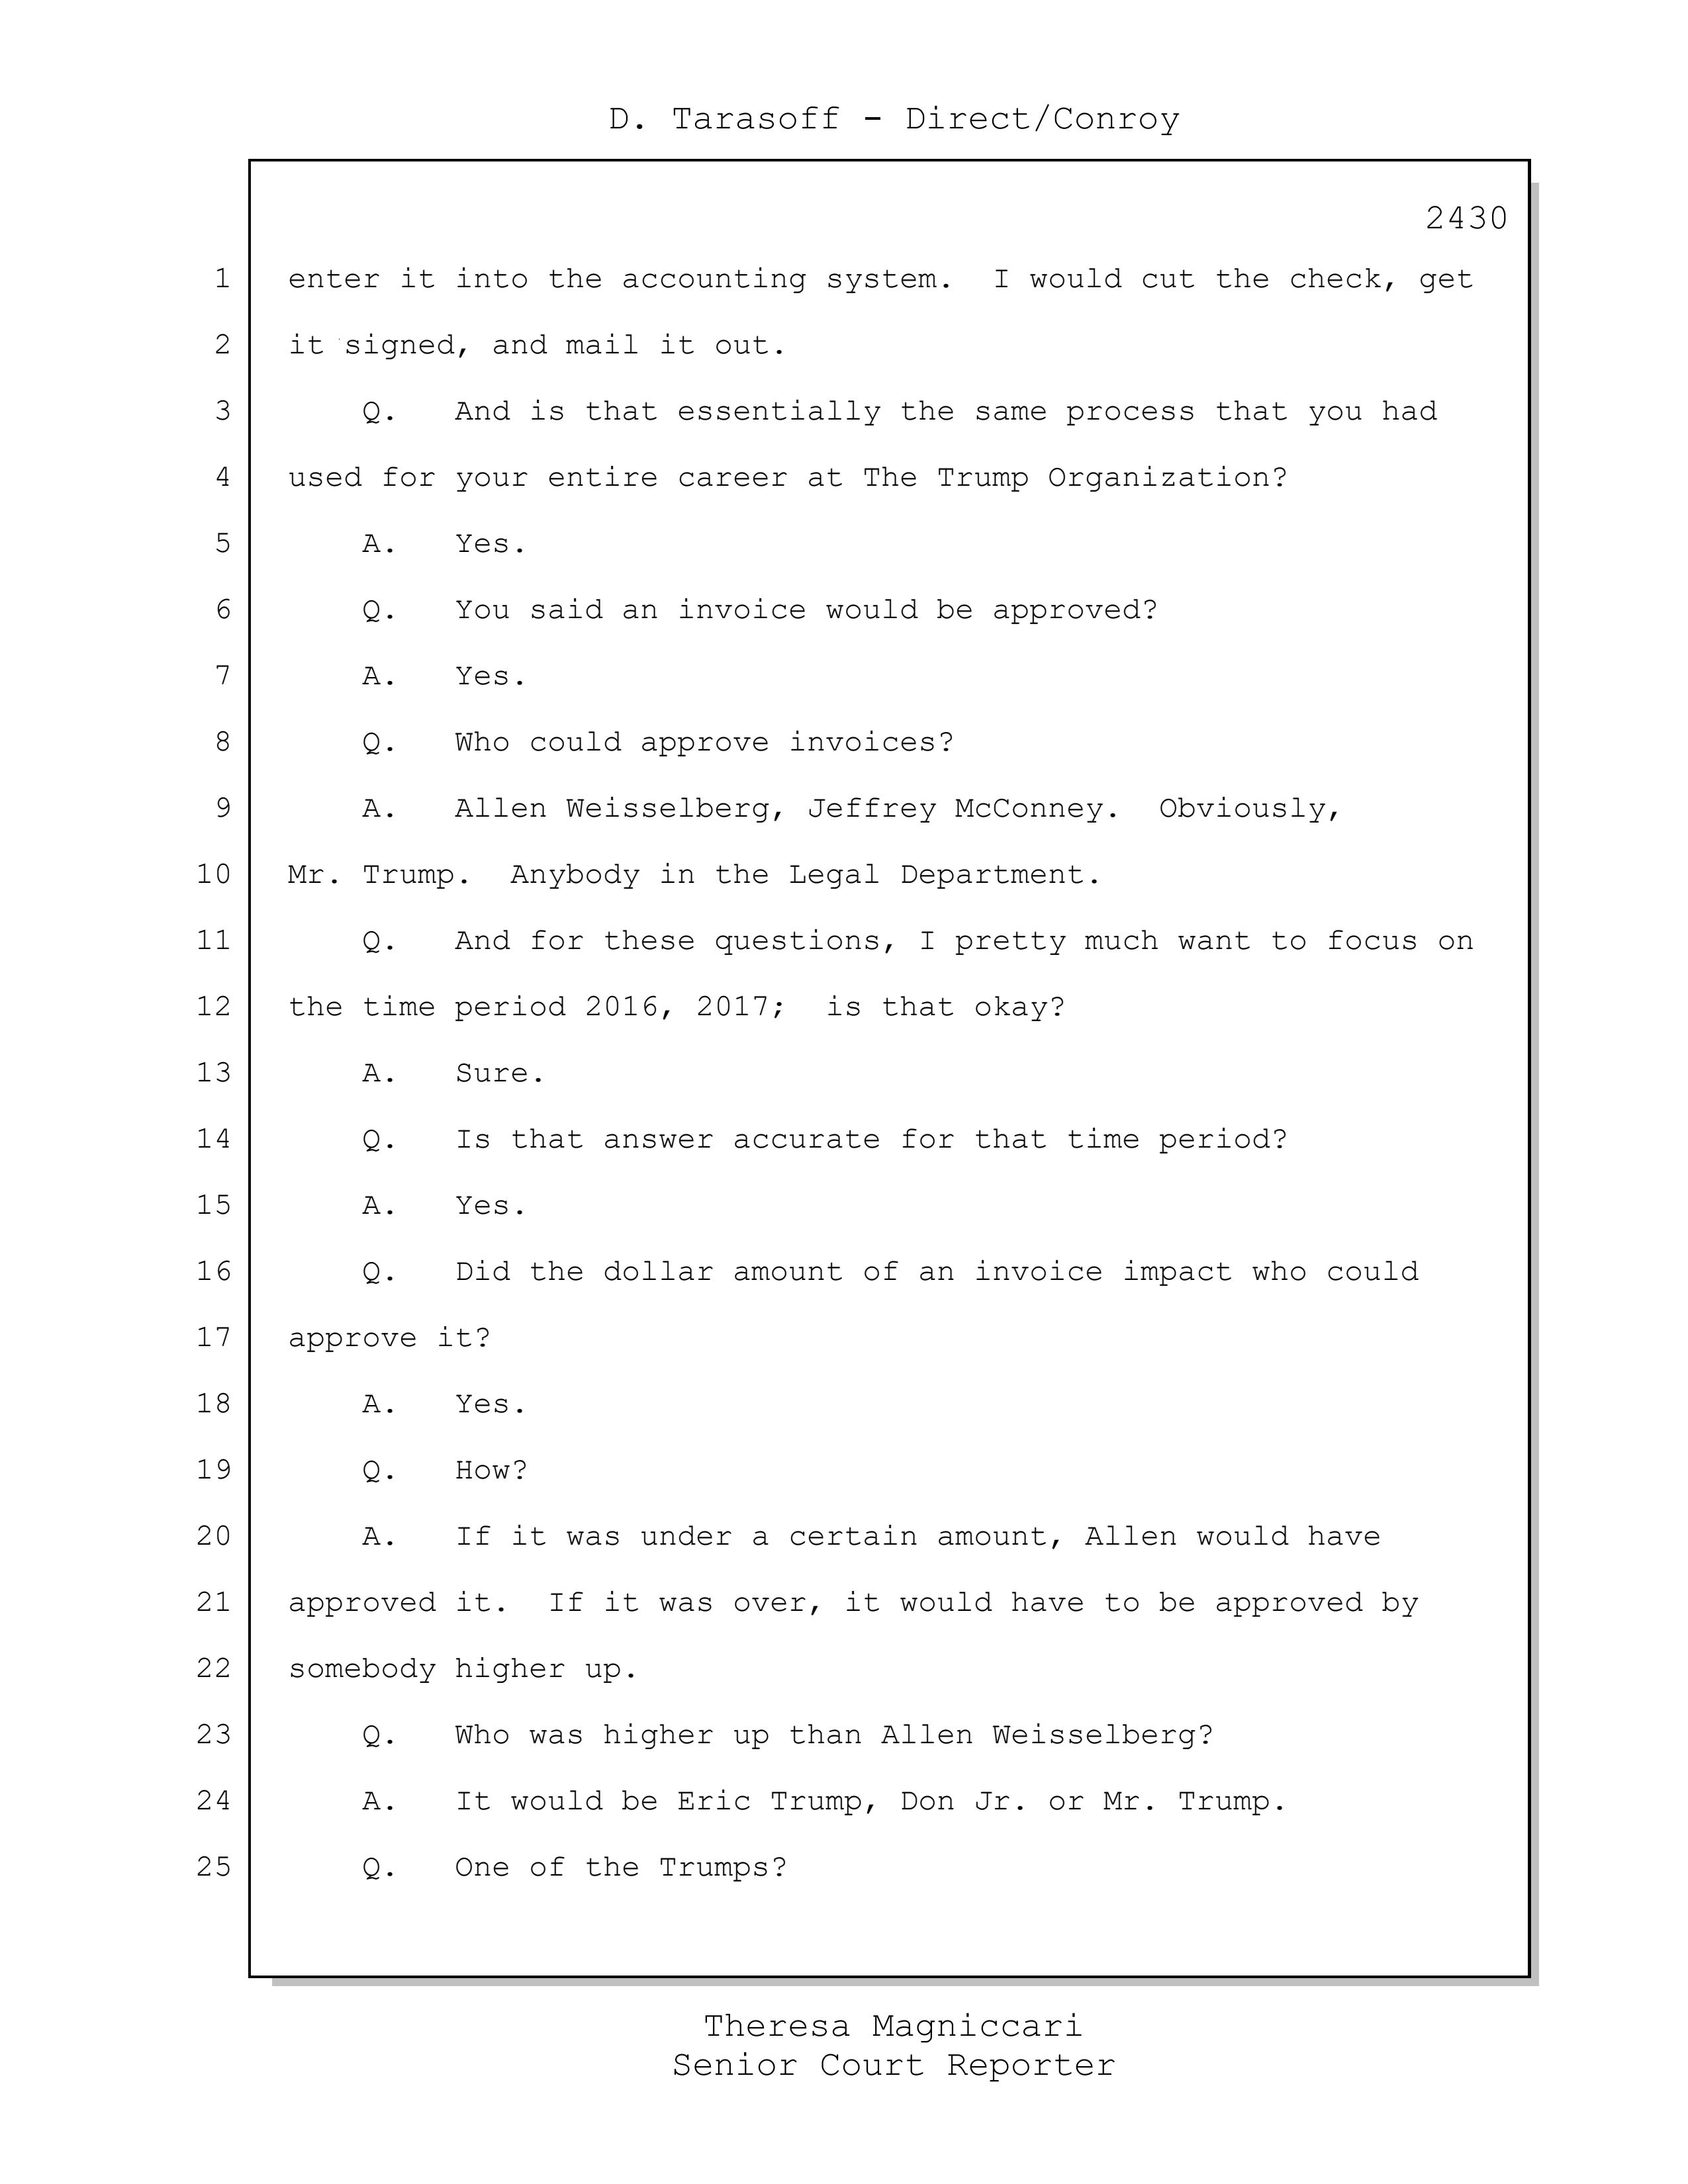 D. Tarasoff - Direct/Conroy
2430
1 enter it into the accounting system.  I would cut the check, get
2 it signed, and mail it out.
3 Q. And is that essentially the same process that you had
4 used for your entire career at The Trump Organization?
5 A. Yes.
6 Q. You said an invoice would be approved?
7 A. Yes.
8 Q. Who could approve invoices?
9 A. Allen Weisselberg, Jeffrey McConney.  Obviously,
10 Mr. Trump.  Anybody in the Legal Department.
11 Q. And for these questions, I pretty much want to focus on
12 the time period 2016, 2017;  is that okay?
13 A. Sure.
14 Q. Is that answer accurate for that time period?
15 A. Yes.
16 Q. Did the dollar amount of an invoice impact who could
17 approve it?
18 A. Yes.
19 Q. How?
20 A. If it was under a certain amount, Allen would have
21 approved it.  If it was over, it would have to be approved by
22 somebody higher up.
23 Q. Who was higher up than Allen Weisselberg?
24 A. It would be Eric Trump, Don Jr. or Mr. Trump.
25 Q. One of the Trumps?
Theresa Magniccari
Senior Court Reporter